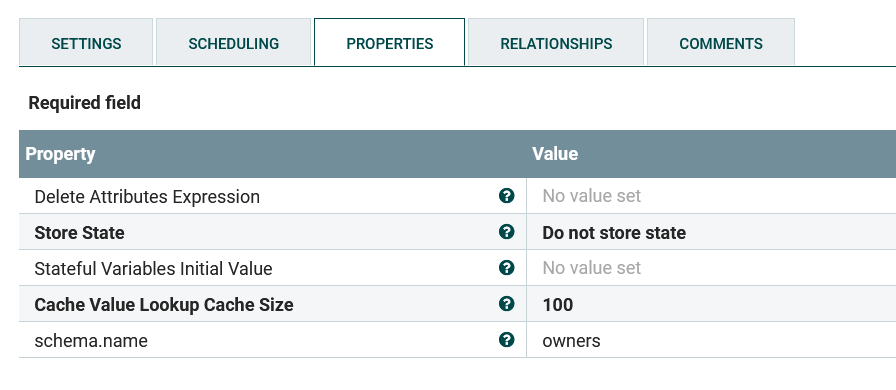 SETTINGS SCHEDULING PROPERTIES RELATIONSHIPS COMMENTS
Required field
Property Value
Delete Attributes Expression ? No value set
Store State ? Do not store state
Stateful Variables Initial Value ? No value set
Cache Value Lookup Cache Size ? 100
schema.name ? owners